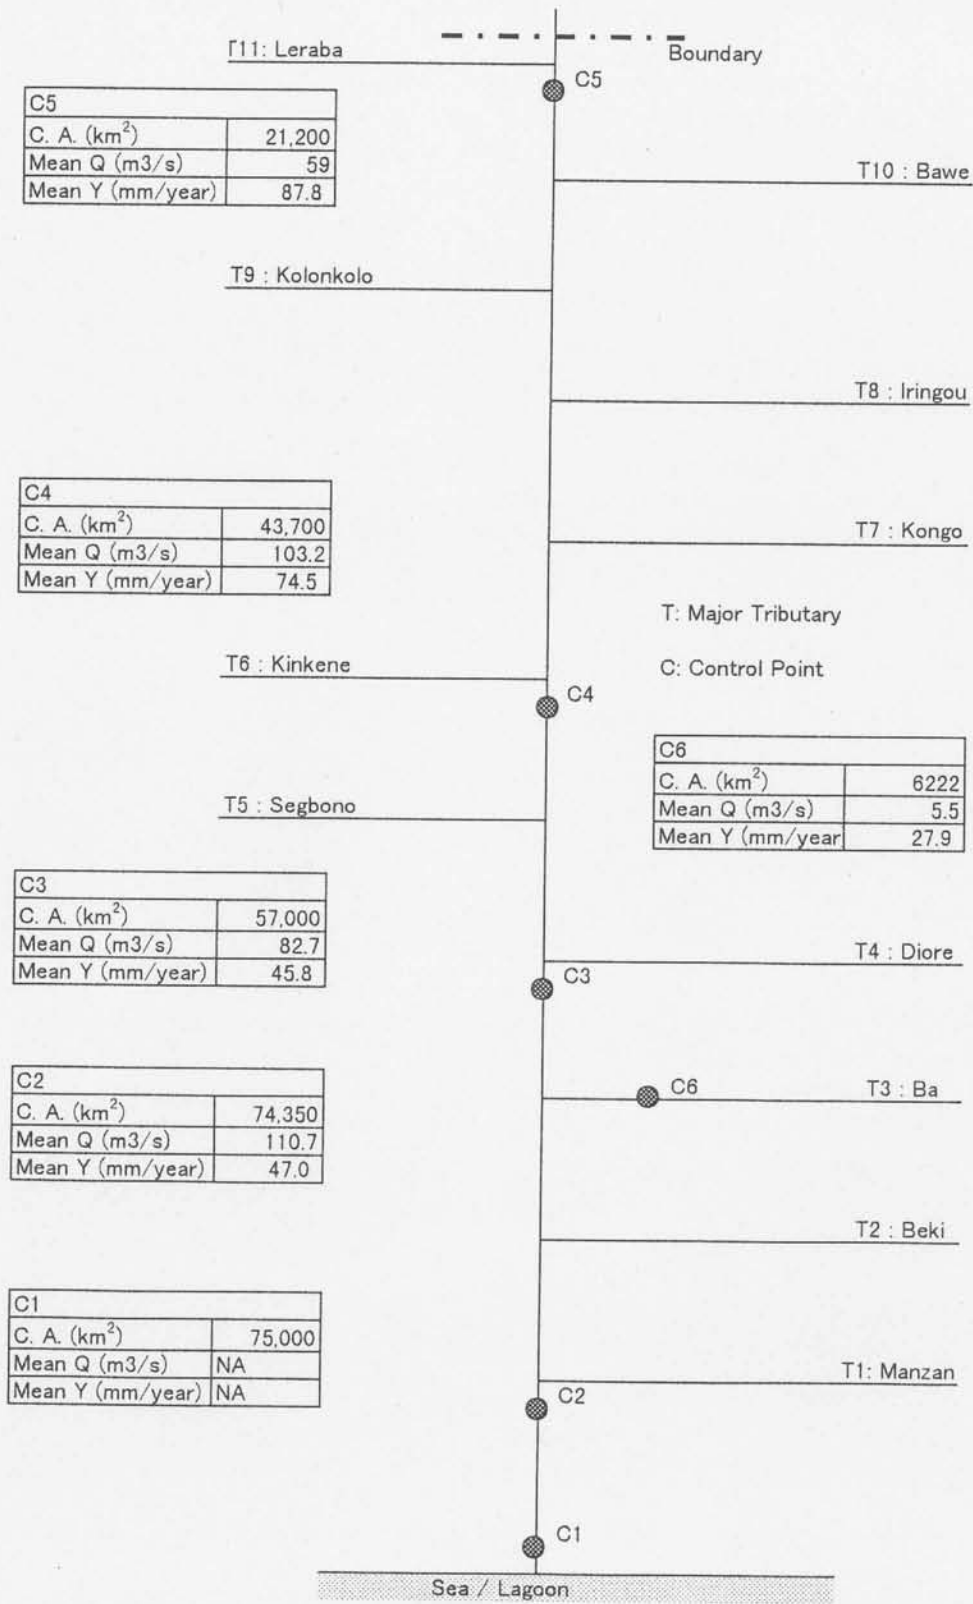 T11: Leraba
Boundary
C5
C5
C. A. (km²) 21,200
Mean Q (m3/s) 59
Mean Y (mm/year) 87.8
T10 : Bawe
T9 : Kolonkolo
T8 : Iringou
C4
C. A. (km²) 43,700
Mean Q (m3/s) 103.2
Mean Y (mm/year) 74.5
T7 : Kongo
T: Major Tributary
T6 : Kinkene
C: Control Point
C4
C6
C. A. (km²) 6222
Mean Q (m3/s) 5.5
Mean Y (mm/year 27.9
T5 : Segbono
C3
C. A. (km²) 57,000
Mean Q (m3/s) 82.7
Mean Y (mm/year) 45.8
T4 : Diore
C3
C2
C. A. (km²) 74,350
Mean Q (m3/s) 110.7
Mean Y (mm/year) 47.0
C6
T3 : Ba
T2 : Beki
C1
C. A. (km²) 75,000
Mean Q (m3/s) NA
Mean Y (mm/year) NA
T1: Manzan
C2
C1
Sea / Lagoon